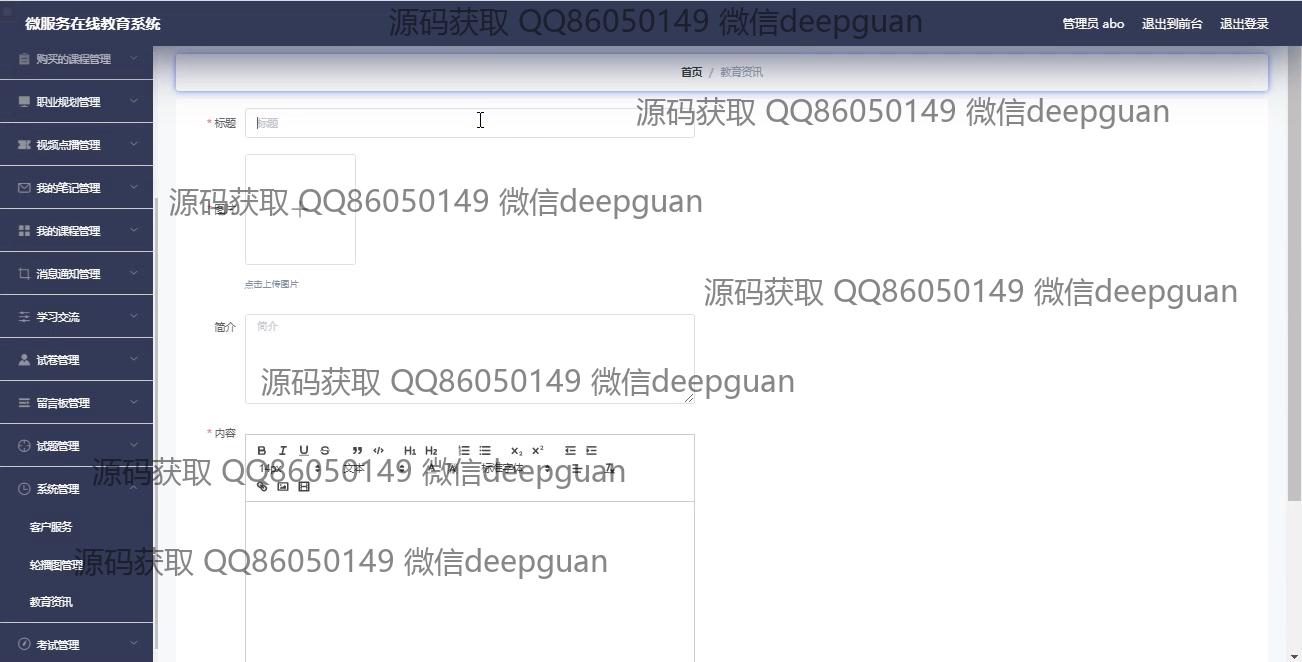 微服务在线教育系统
源码获取 QQ86050149 微信deepguan
管理员 abo 退出到前台 退出登录
购买的课程管理
首页 / 教育资讯
职业规划管理
源码获取 QQ86050149 微信deepguan
* 标题 标题
视频点播管理
我的笔记管理
源码获取 QQ86050149 微信deepguan
* 图片
我的课程管理
消息通知管理
点击上传图片
源码获取 QQ86050149 微信deepguan
学习交流
简介 简介
试卷管理
源码获取 QQ86050149 微信deepguan
留言板管理
* 内容
试题管理
B I U S H1 H2 X2 X2
14px 文本 标准字体
源码获取 QQ86050149 微信deepguan
系统管理
客户服务
轮播图管理
源码获取 QQ86050149 微信deepguan
教育资讯
考试管理